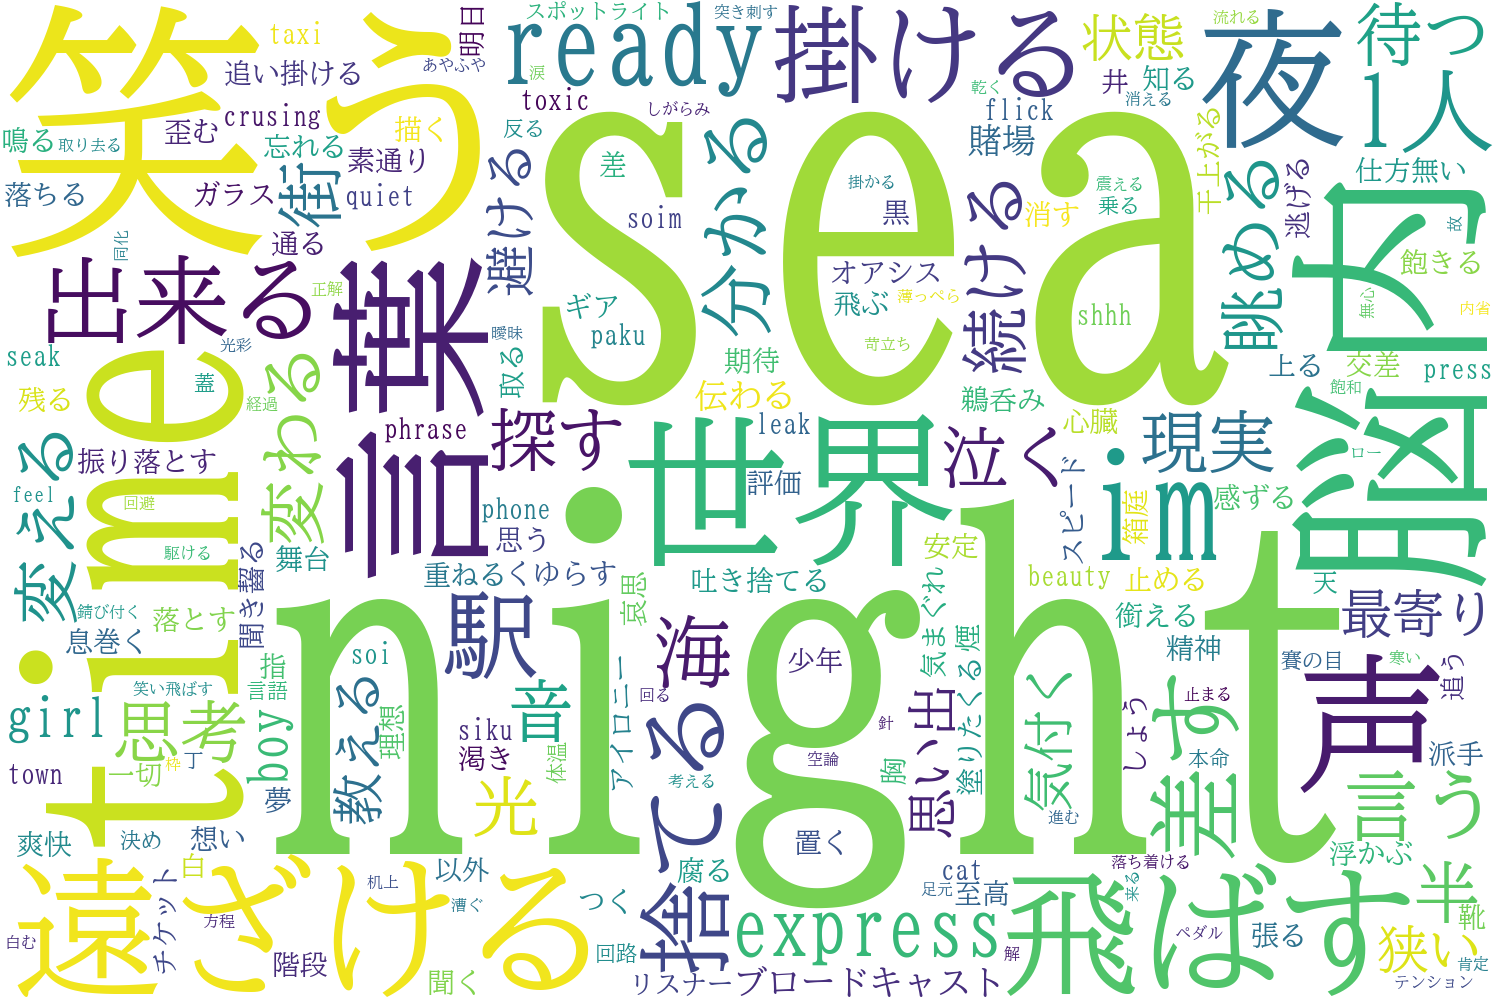 笑う
sea
night
time
脳内
世界
言葉
遠ざける
飛ばす
掛ける
夜
声
ready
im
出来る
待つ
1人
状態
眺める
分かる
続ける
避ける
探す
泣く
現実
最寄り
駅
海
音
捨てる
思い出
気付く
差す
言う
半
狭い
express
光
教える
思考
変える
変わる
街
girl
boy
taxi
スポットライト
突き刺す
流れる
明日
あやふや
涙
追い掛ける
crusing
toxic
しがらみ
乾く
flick
井
知る
消える
賭場
干上がる
鳴る
取り去る
歪む
忘れる
描く
素通り
反る
落ちる
ガラス
quiet
通る
同化
差
soim
掛かる
黒
震える
乗る
消す
逃げる
仕方無い
故
飽きる
無心
内省
正解
光彩
seak
蓋
経過
残る
ギア
曖昧
paku
取る
オアシス
飛ぶ
薄っぺら
苛立ち
shhh
期待
伝わる
鵜呑み
上る
交差
飽和
press
心臓
phrase
leak
振り落とす
feel
回避
評価
phone
思う
スピード
箱庭
ロー
感ずる
駆ける
聞き齧る
舞台
重ねる
くゆらす
吐き捨てる
安定
beauty
止める
天
錆び付く
息巻く
落とす
哀思
気まぐれ
煙
銜える
精神
賽の目
寒い
追う
指
言語
soi
少年
笑い飛ばす
理想
siku
渇き
アイロニー
回る
体温
針
塗りたくる
しょう
止まる
本命
派手
town
一切
枠
丁
夢
考える
空論
胸
進む
爽快
決め
想い
置く
浮かぶ
白
机上
以外
腐る
cat
足元
至高
落ち着ける
来る
靴
白む
チケット
方程
漕ぐ
つく
階段
聞く
回路
リスナー
ブロードキャスト
解
ペダル
張る
肯定
テンション